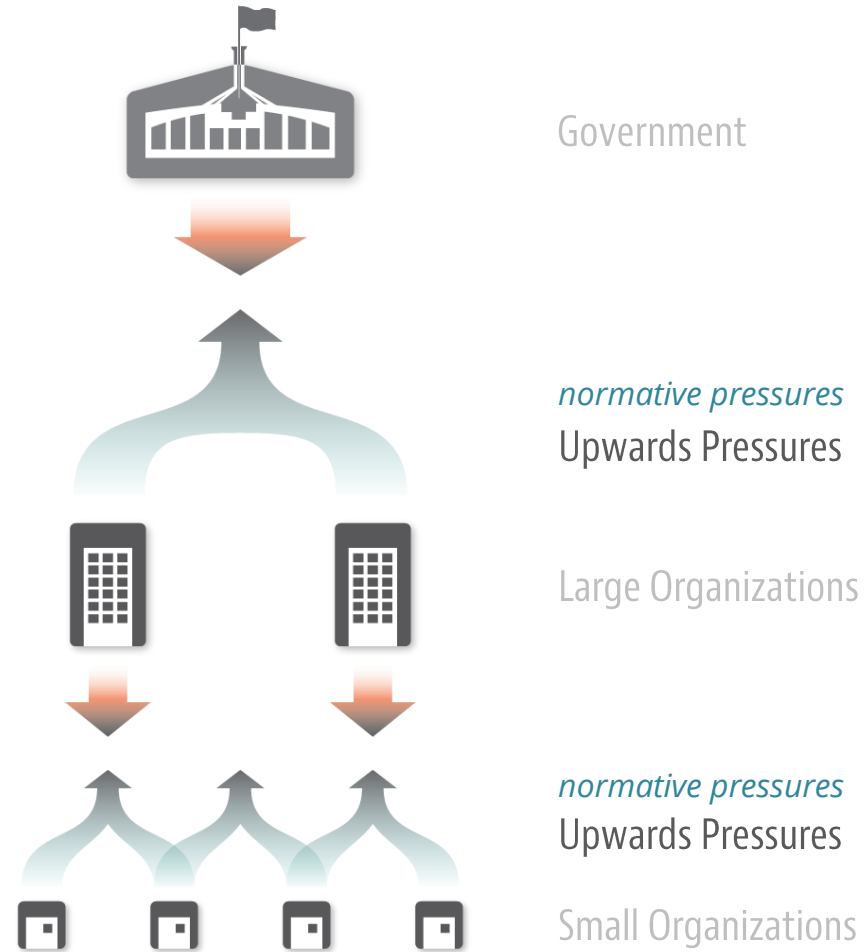 Government
normative pressures
Upwards Pressures
Large Organizations
normative pressures
Upwards Pressures
Small Organizations